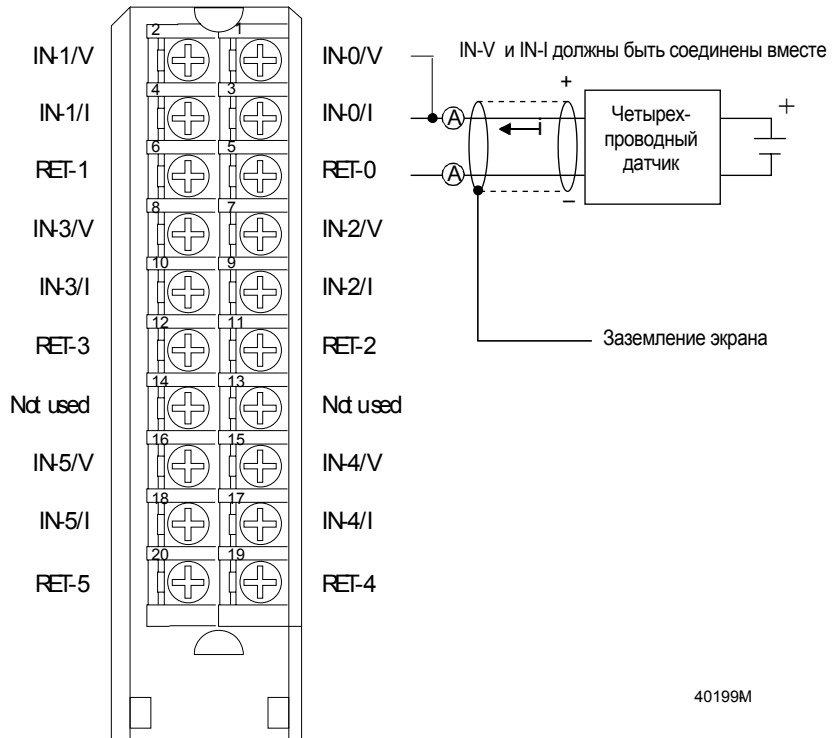 IN-V и IN-I должны быть соединены вместе
2 1
IN-1/V IN-0/V
+
4 3
IN-1/I IN-0/I
A
i
Четырех-
проводный
датчик
+
6 5
RET-1 RET-0
A
–
8 7
IN-3/V IN-2/V
10 9
IN-3/I IN-2/I
12 11
RET-3 RET-2
Заземление экрана
14 13
Not used Not used
16 15
IN-5/V IN-4/V
18 17
IN-5/I IN-4/I
20 19
RET-5 RET-4
40199M